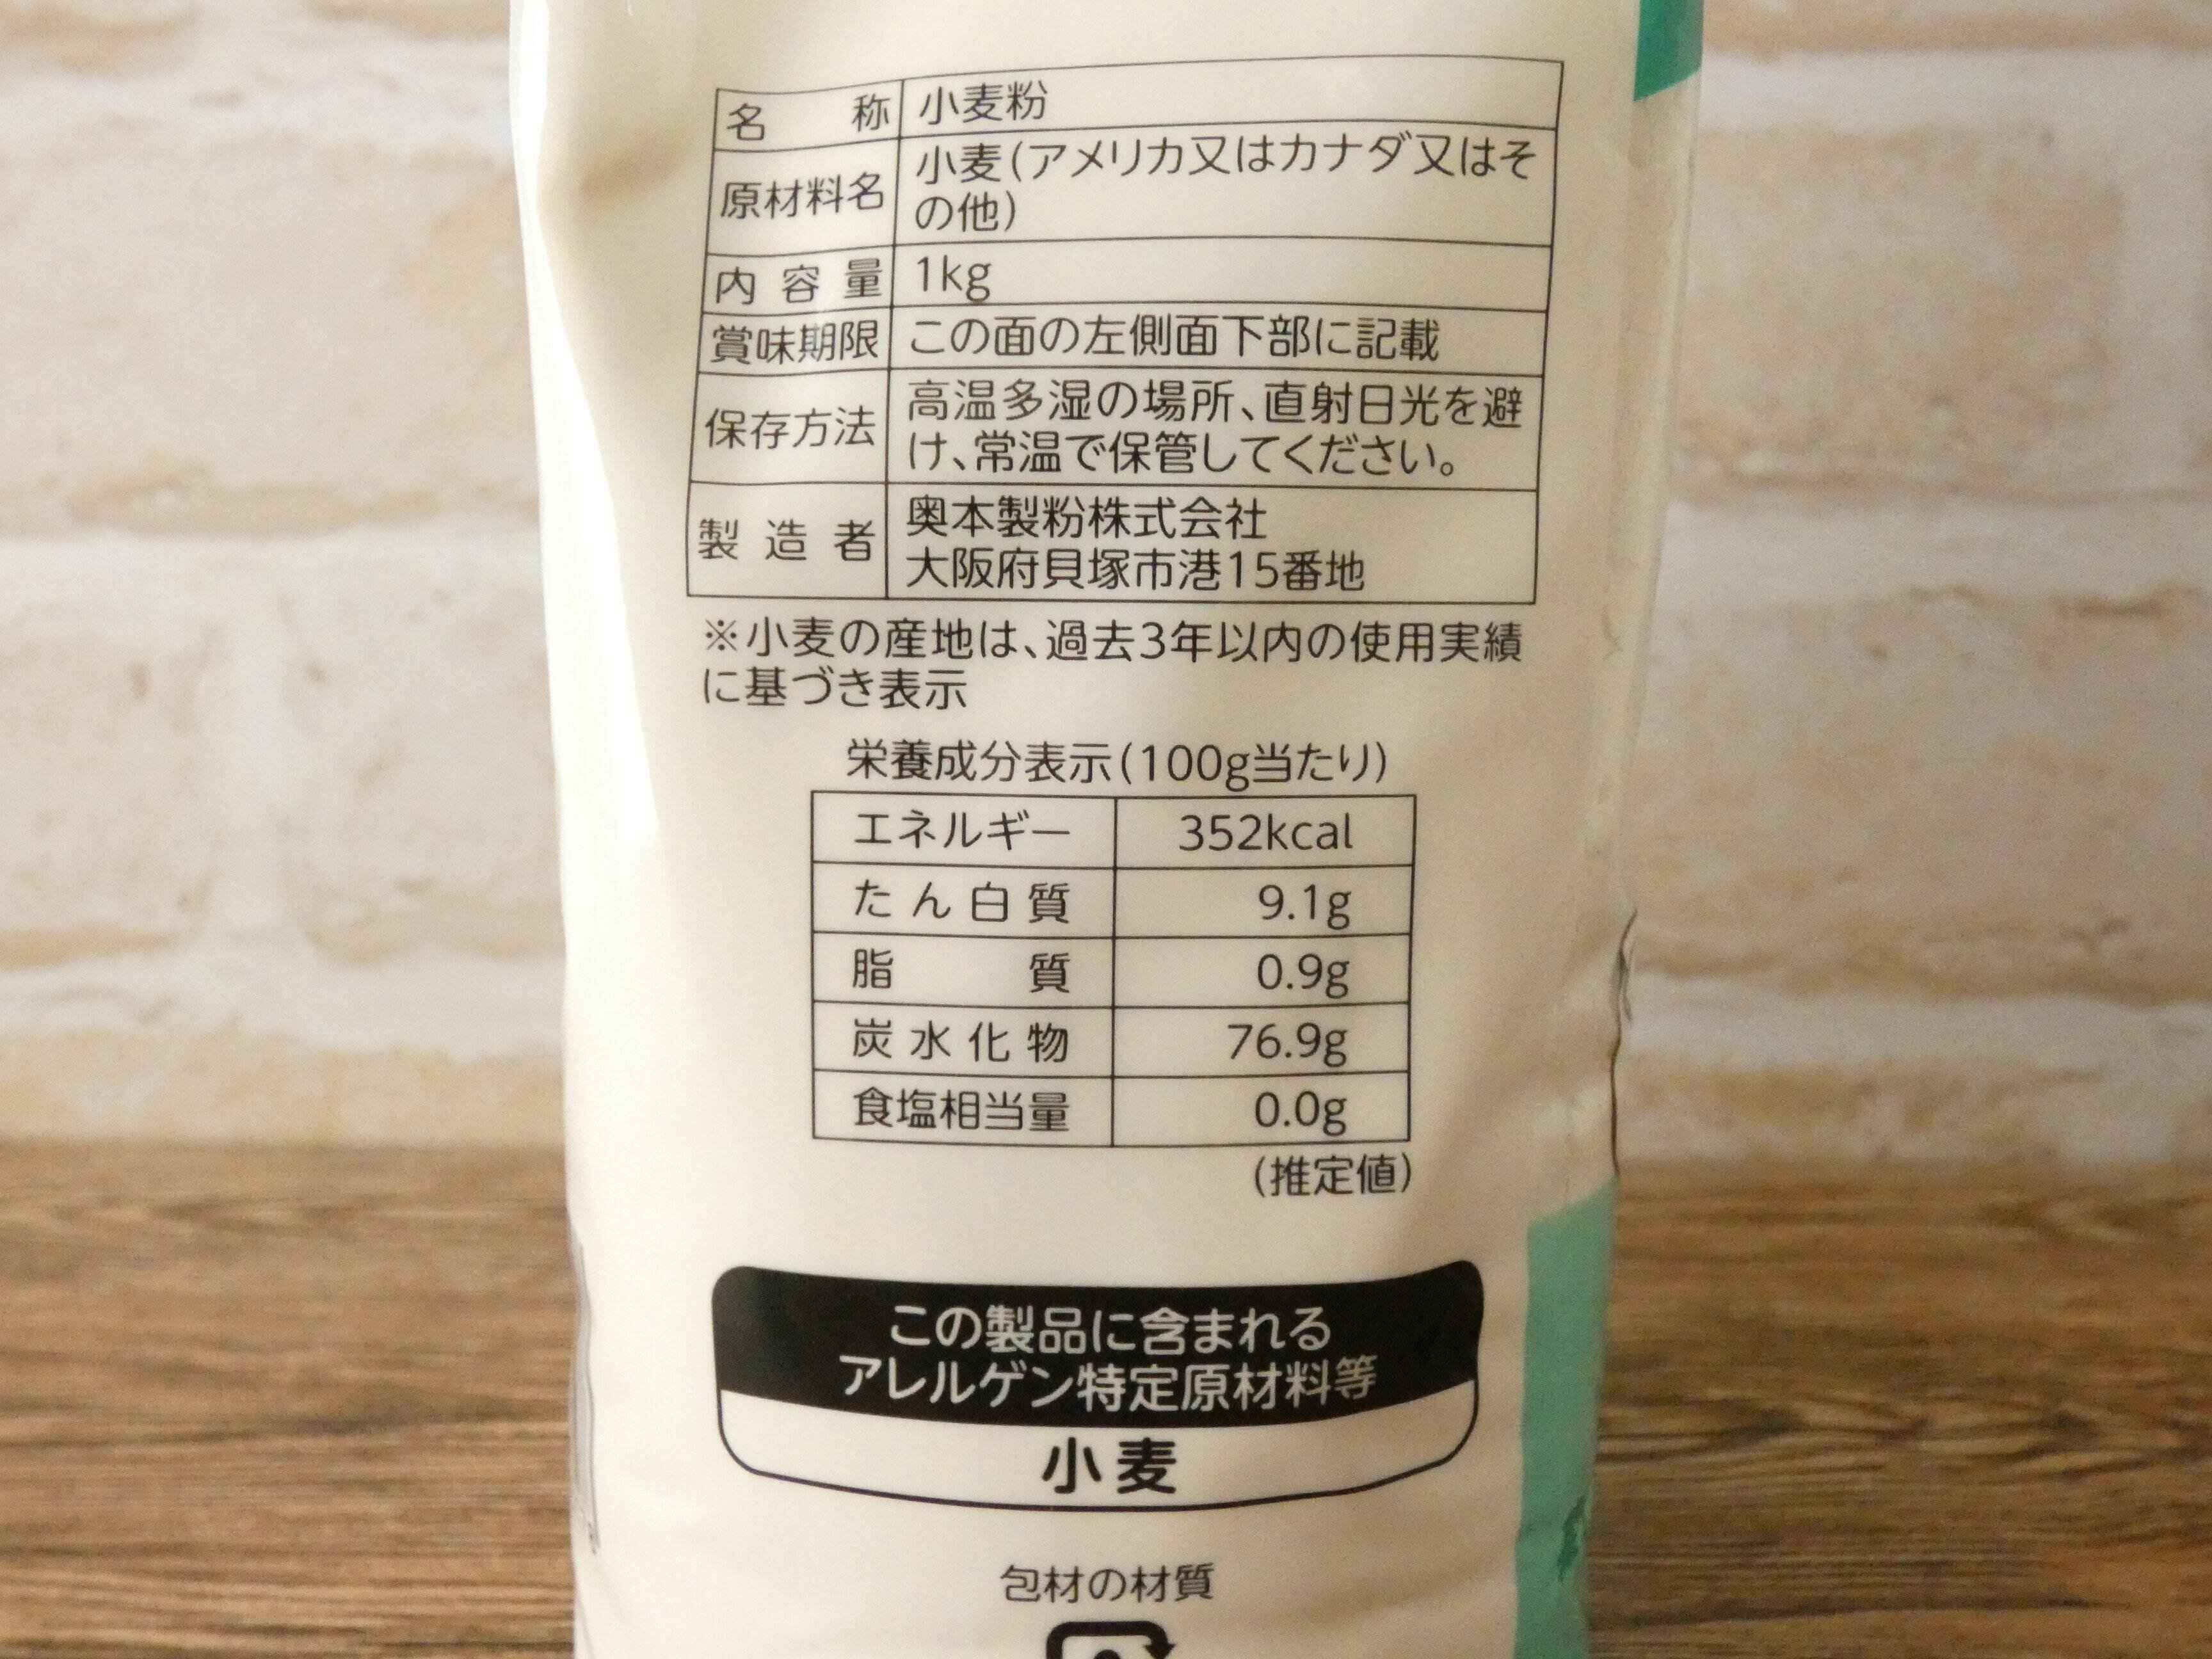 名称 小麦粉
原材料名 小麦(アメリカ又はカナダ又はそ
の他)
内容量 1kg
賞味期限 この面の左側面下部に記載
保存方法 高温多湿の場所、直射日光を避
け、常温で保管してください。
製造者 奥本製粉株式会社
大阪府貝塚市港15番地
※小麦の産地は、過去3年以内の使用実績
に基づき表示
栄養成分表示(100g当たり)
エネルギー 352kcal
たん白質 9.1g
脂質 0.9g
炭水化物 76.9g
食塩相当量 0.0g
(推定値)
この製品に含まれる
アレルゲン特定原材料等
小麦
包材の材質